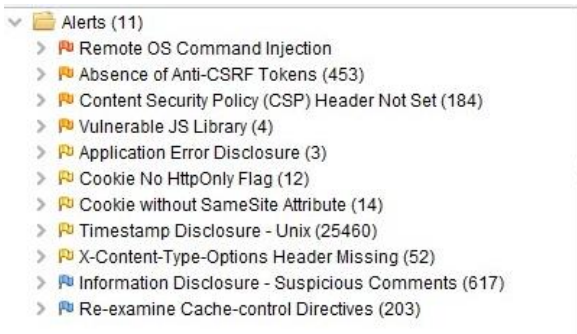 Alerts (11)
Remote OS Command Injection
Absence of Anti-CSRF Tokens (453)
Content Security Policy (CSP) Header Not Set (184)
Vulnerable JS Library (4)
Application Error Disclosure (3)
Cookie No HttpOnly Flag (12)
Cookie without SameSite Attribute (14)
Timestamp Disclosure - Unix (25460)
X-Content-Type-Options Header Missing (52)
Information Disclosure - Suspicious Comments (617)
Re-examine Cache-control Directives (203)